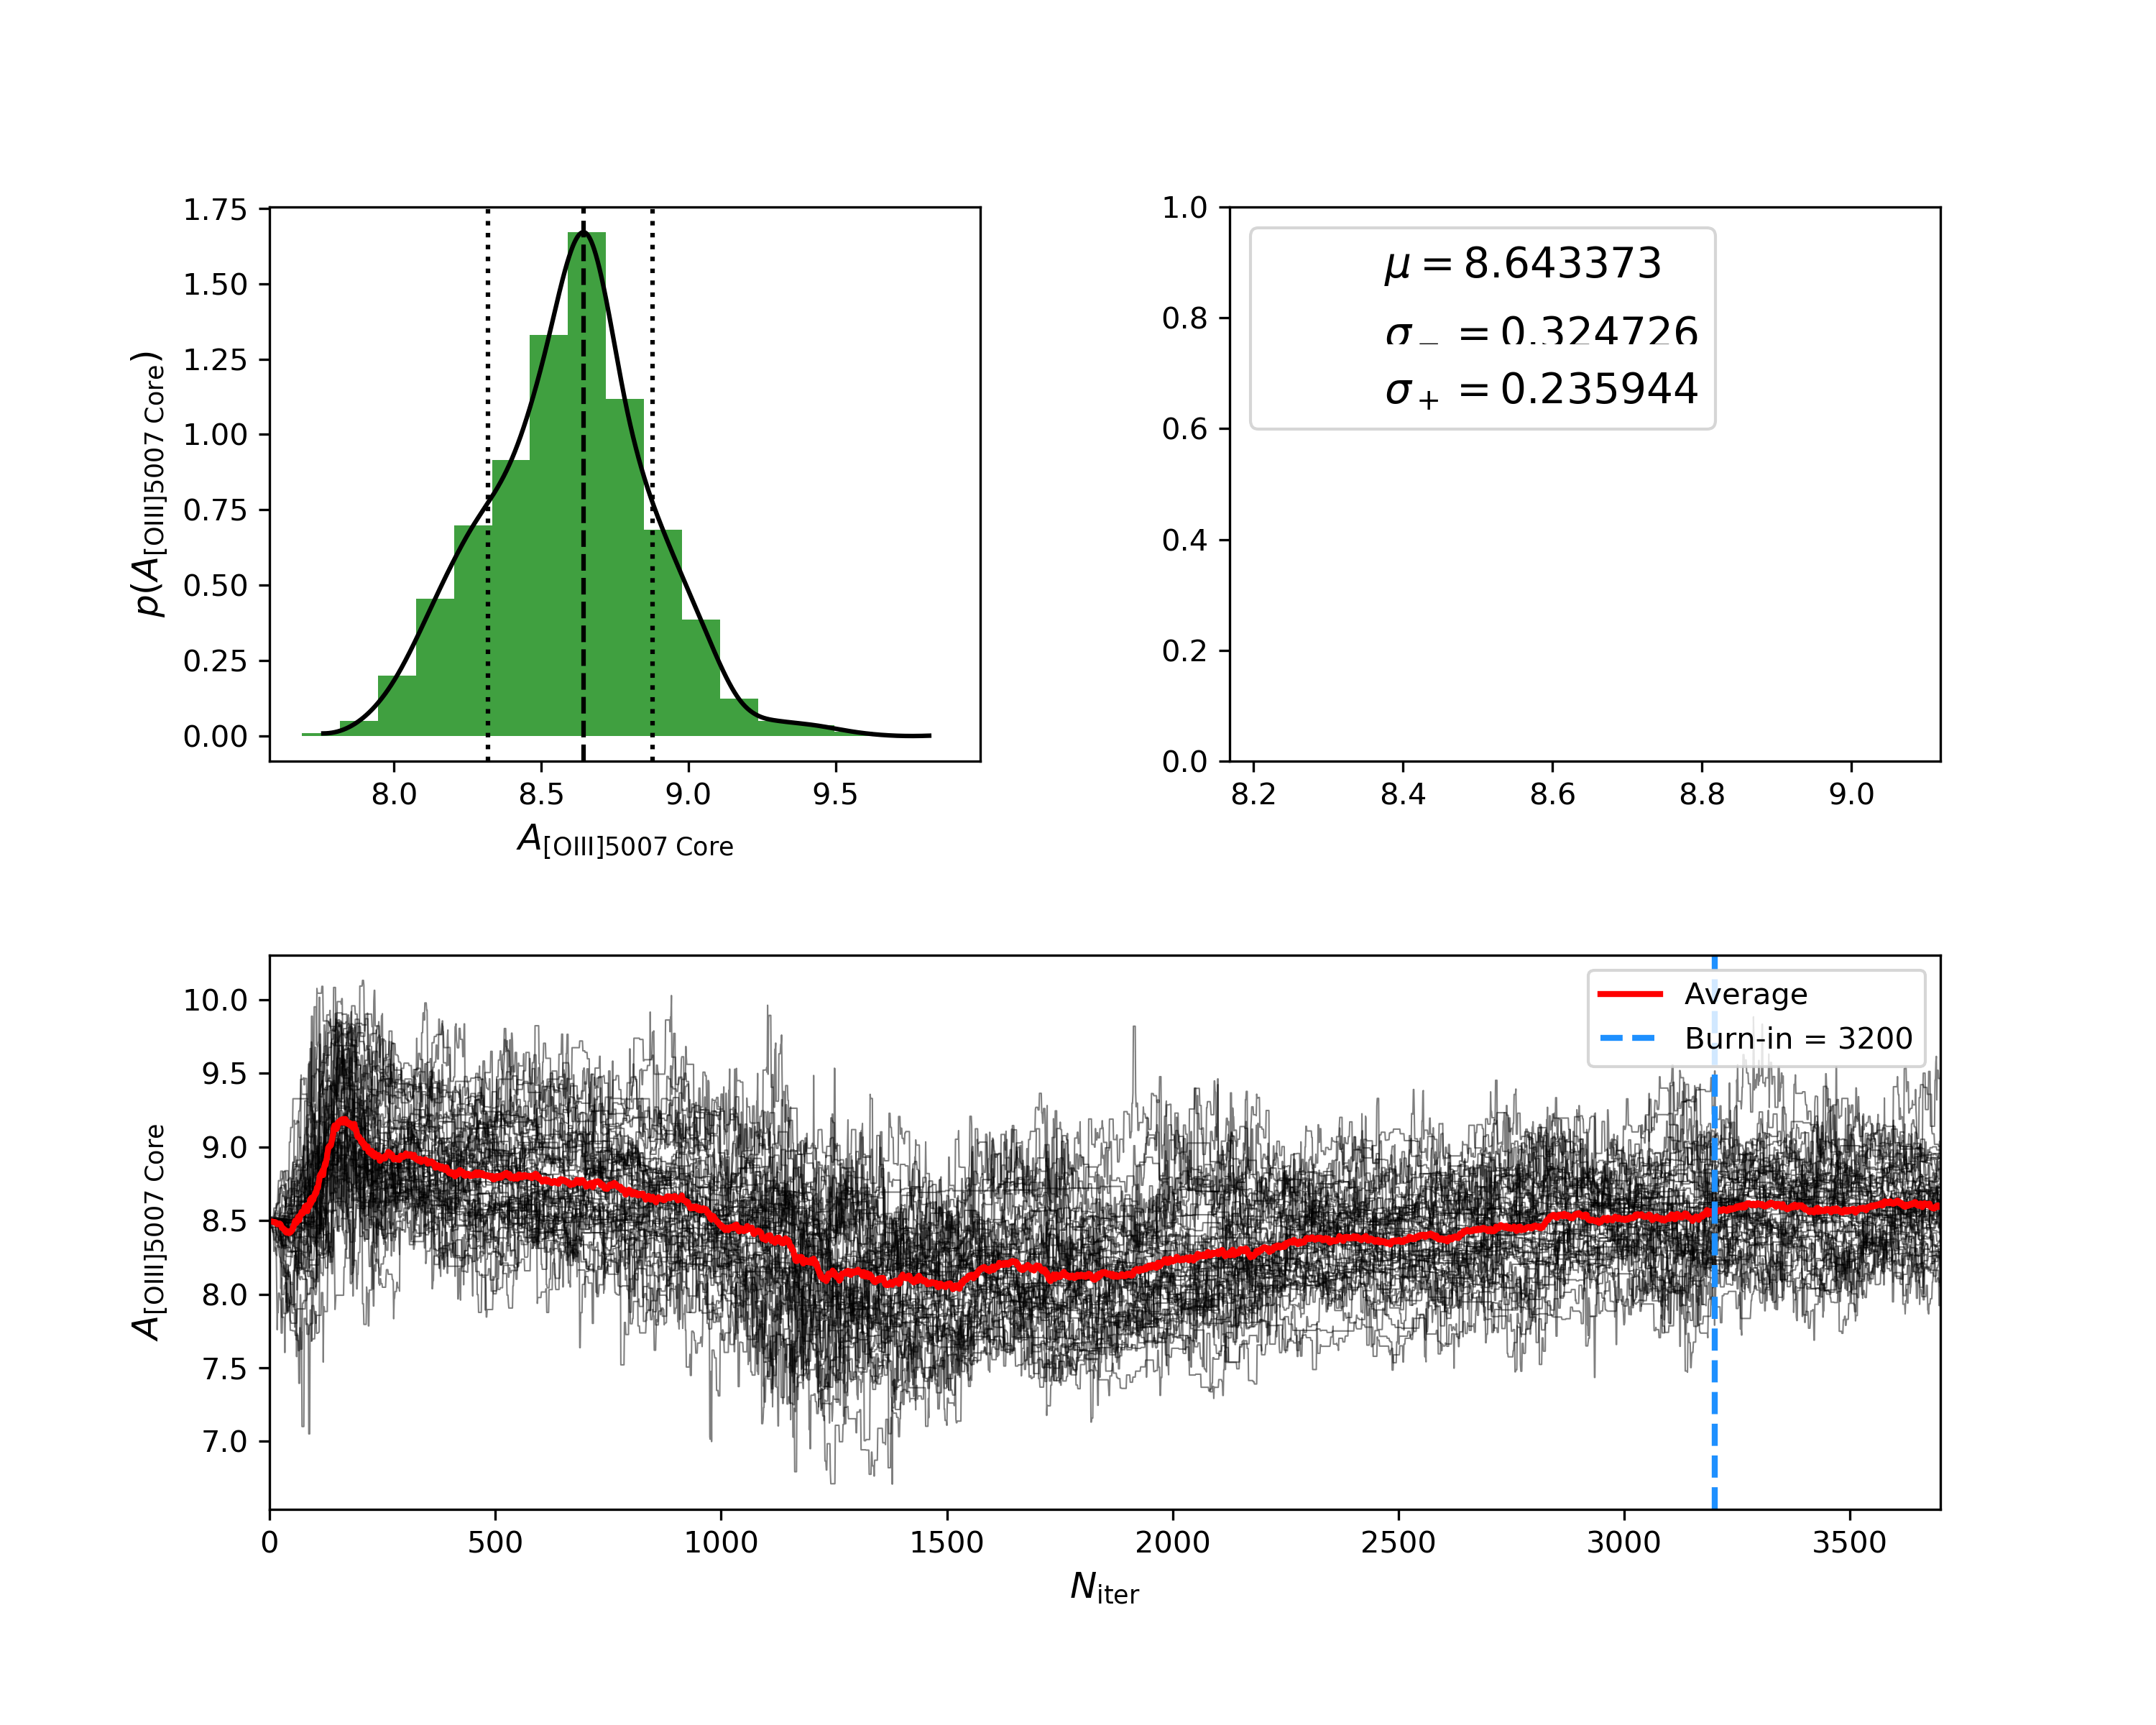 1.75
1.50
1.25
1.00
0.75
0.50
0.25
0.00
p(A[OIII]5007 Core)
8.0 8.5 9.0 9.5
A[OIII]5007 Core
1.0
0.8
0.6
0.4
0.2
0.0
μ = 8.643373
σ− = 0.324726
σ+ = 0.235944
8.2 8.4 8.6 8.8 9.0
10.0
9.5
9.0
8.5
8.0
7.5
7.0
A[OIII]5007 Core
Average
Burn-in = 3200
0 500 1000 1500 2000 2500 3000 3500
Niter